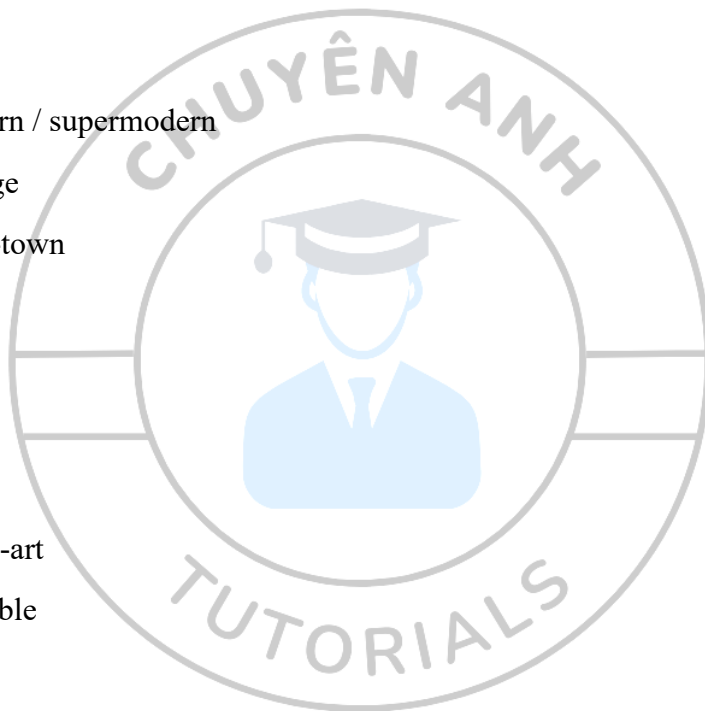 CHUYÊN ANH
rn / supermodern
ge
town
-art
ble
TUTORIALS